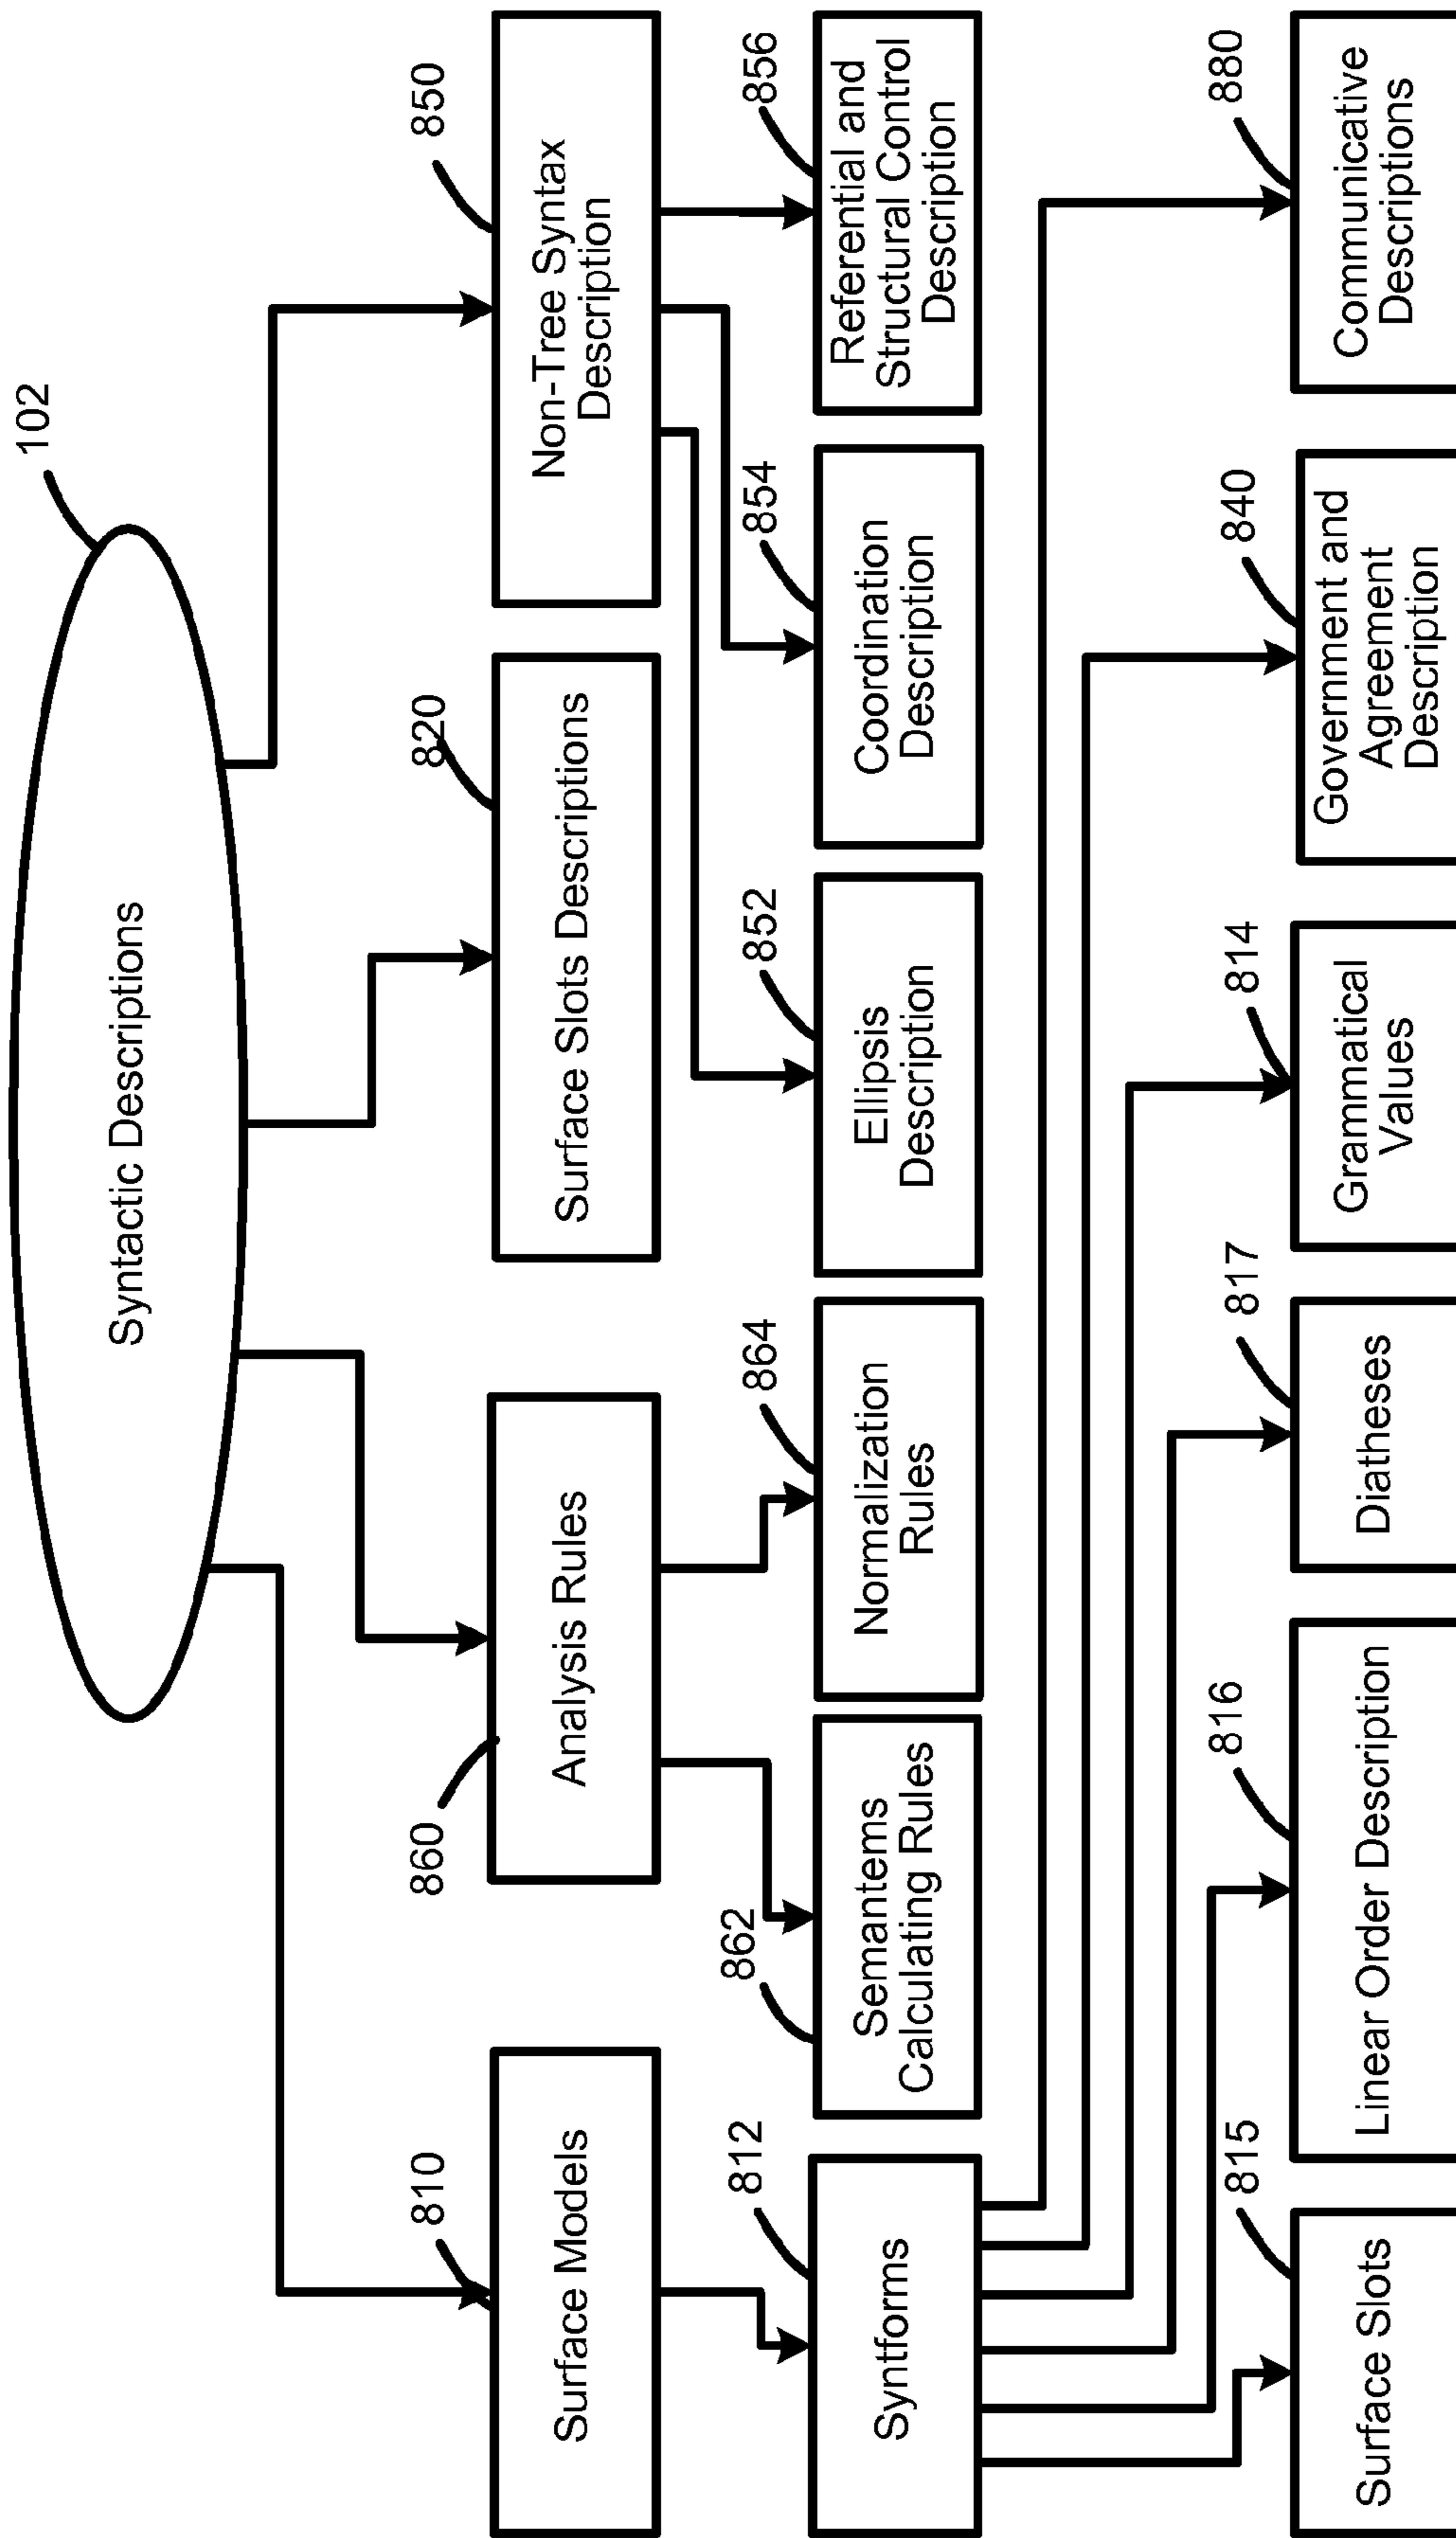 102
Syntactic Descriptions
810
860
820
850
Surface Models
Analysis Rules
Surface Slots Descriptions
Non-Tree Syntax
Description
812
862
864
852
854
856
Syntforms
Semantems
Calculating Rules
Normalization
Rules
Ellipsis
Description
Coordination
Description
Referential and
Structural Control
Description
815
816
817
814
840
880
Surface Slots
Linear Order Description
Diatheses
Grammatical
Values
Government and
Agreement
Description
Communicative
Descriptions